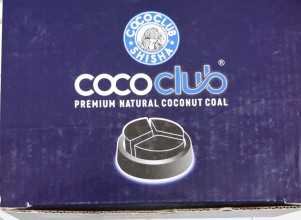 COCOCLUB
SHISHA
cococlub®
PREMIUM NATURAL COCONUT COAL